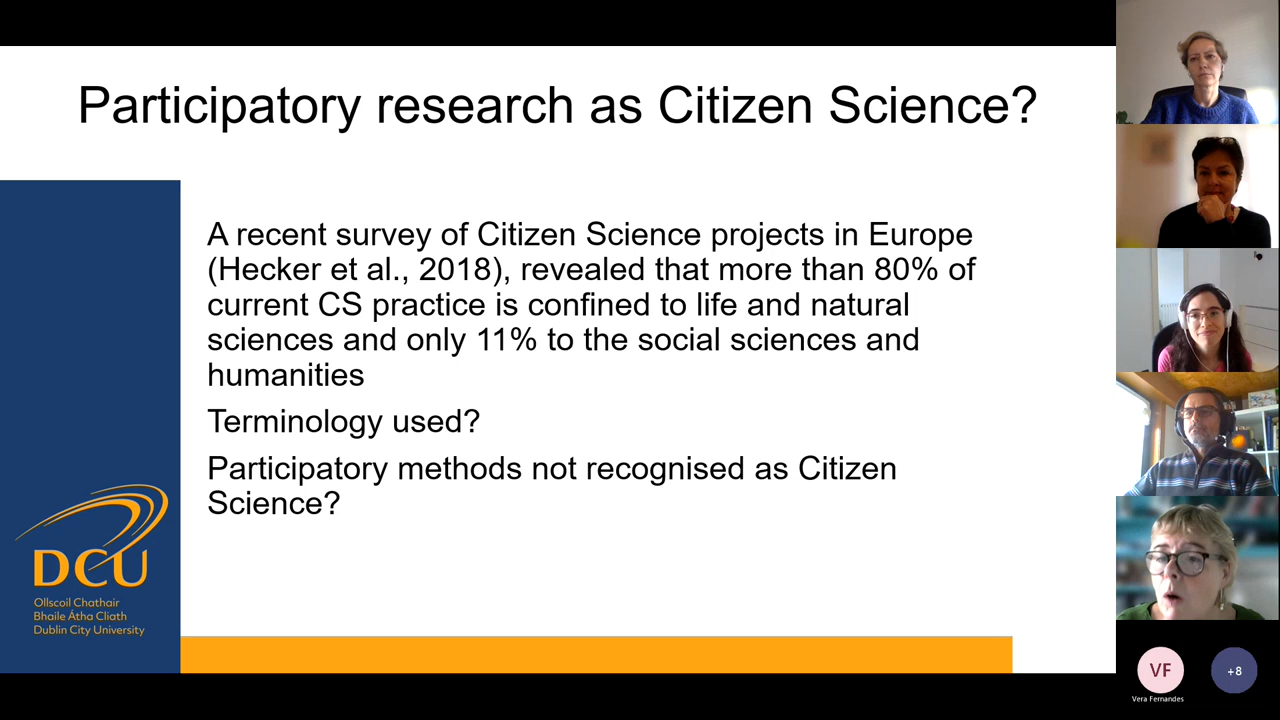 Participatory research as Citizen Science?
A recent survey of Citizen Science projects in Europe
(Hecker et al., 2018), revealed that more than 80% of
current CS practice is confined to life and natural
sciences and only 11% to the social sciences and
humanities
Terminology used?
Participatory methods not recognised as Citizen
Science?
DCU
Ollscoil Chathair
Bhaile Átha Cliath
Dublin City University
VF
+8
Vera Fernandes